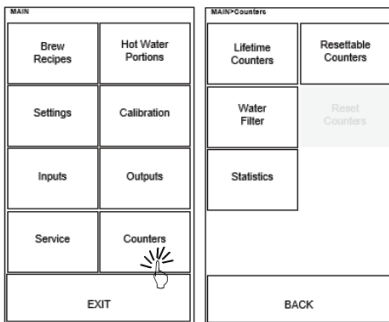 MAIN
Brew
Recipes
Hot Water
Portions
Settings
Calibration
Inputs
Outputs
Service
Counters
EXIT
MAIN>Counters
Lifetime
Counters
Resettable
Counters
Water
Filter
Reset
Counters
Statistics
BACK